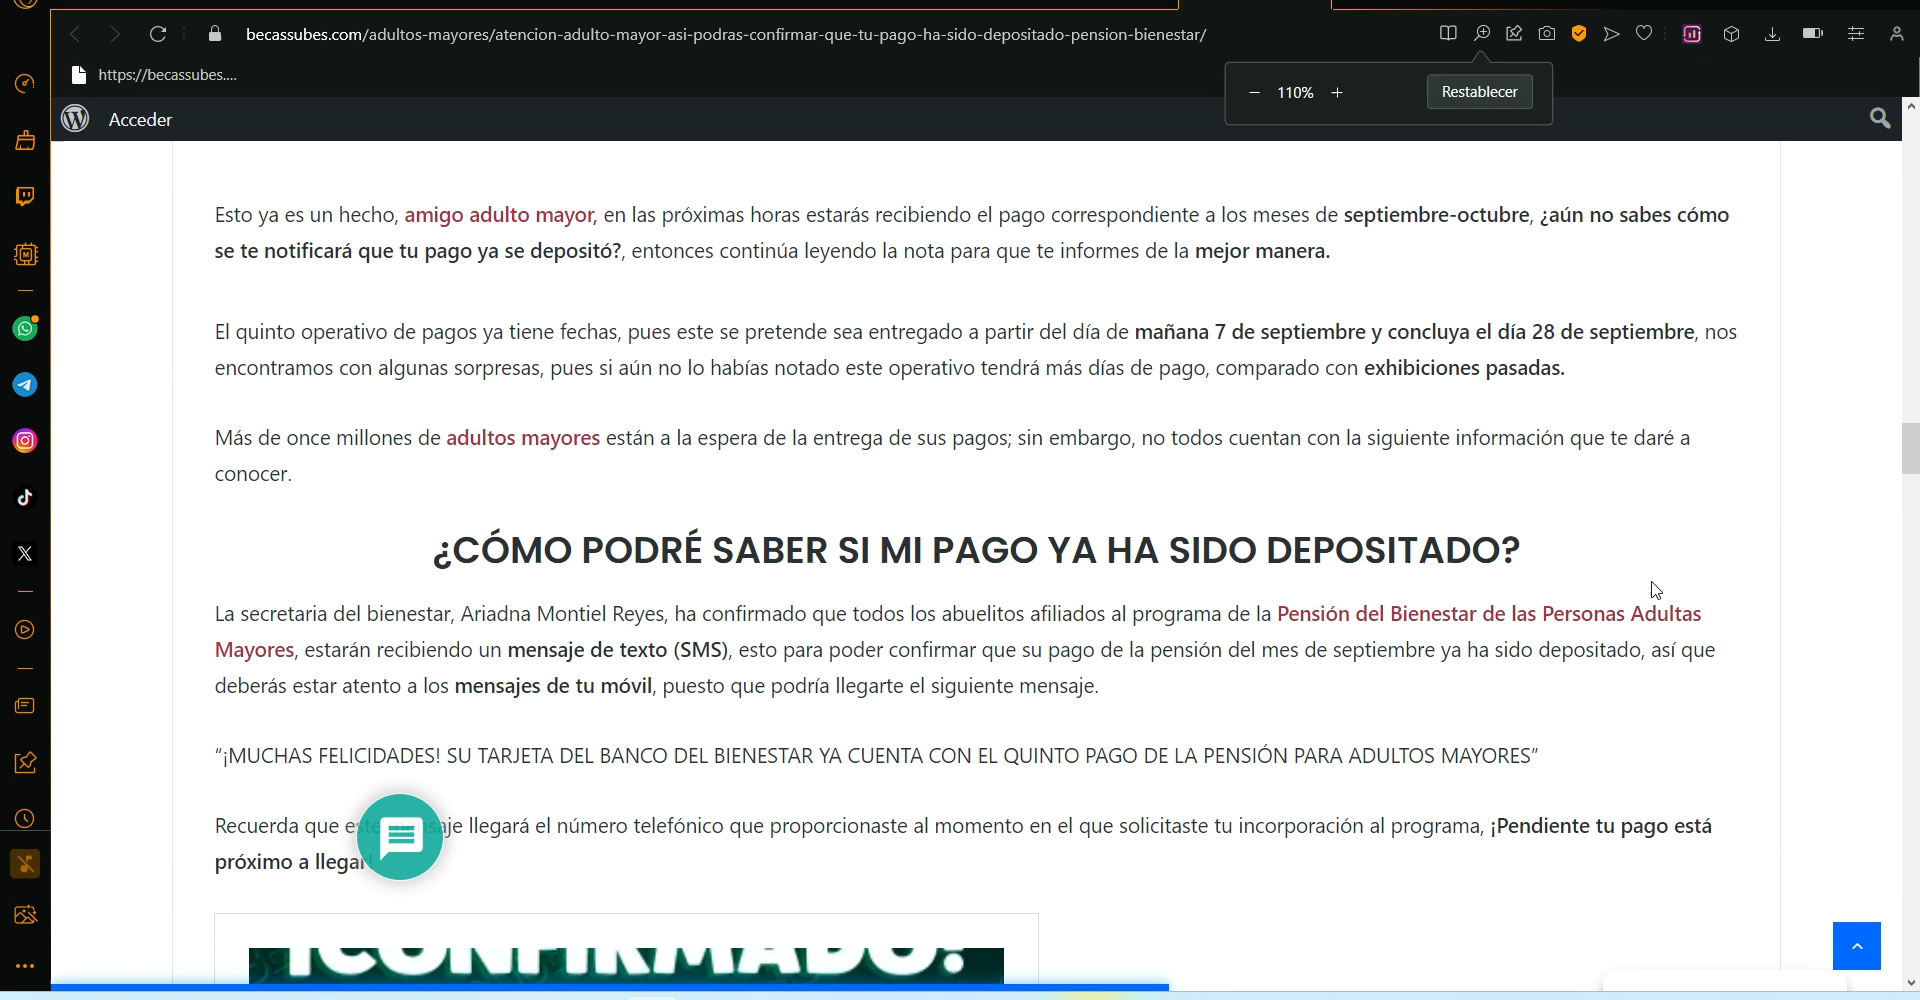 becassubes.com/adultos-mayores/atencion-adulto-mayor-asi-podras-confirmar-que-tu-pago-ha-sido-depositado-pension-bienestar/
https://becassubes....
110%
Restablecer
Acceder
Esto ya es un hecho, amigo adulto mayor, en las próximas horas estarás recibiendo el pago correspondiente a los meses de septiembre-octubre, ¿aún no sabes cómo
se te notificará que tu pago ya se depositó?, entonces continúa leyendo la nota para que te informes de la mejor manera.
El quinto operativo de pagos ya tiene fechas, pues este se pretende sea entregado a partir del día de mañana 7 de septiembre y concluya el día 28 de septiembre, nos
encontramos con algunas sorpresas, pues si aún no lo habías notado este operativo tendrá más días de pago, comparado con exhibiciones pasadas.
Más de once millones de adultos mayores están a la espera de la entrega de sus pagos; sin embargo, no todos cuentan con la siguiente información que te daré a
conocer.
¿CÓMO PODRÉ SABER SI MI PAGO YA HA SIDO DEPOSITADO?
La secretaria del bienestar, Ariadna Montiel Reyes, ha confirmado que todos los abuelitos afiliados al programa de la Pensión del Bienestar de las Personas Adultas
Mayores, estarán recibiendo un mensaje de texto (SMS), esto para poder confirmar que su pago de la pensión del mes de septiembre ya ha sido depositado, así que
deberás estar atento a los mensajes de tu móvil, puesto que podría llegarte el siguiente mensaje.
“¡MUCHAS FELICIDADES! SU TARJETA DEL BANCO DEL BIENESTAR YA CUENTA CON EL QUINTO PAGO DE LA PENSIÓN PARA ADULTOS MAYORES”
Recuerda que este mensaje llegará el número telefónico que proporcionaste al momento en el que solicitaste tu incorporación al programa, ¡Pendiente tu pago está
próximo a llegar!
¡CONFIRMADO!